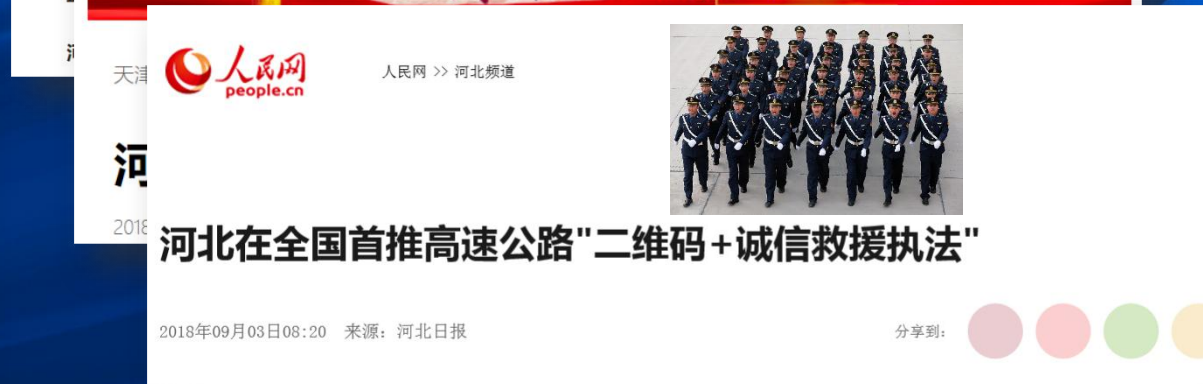 人民网
people.cn
人民网 >> 河北频道
天津
河
2018
河北在全国首推高速公路"二维码+诚信救援执法"
2018年09月03日08:20 来源：河北日报
分享到：